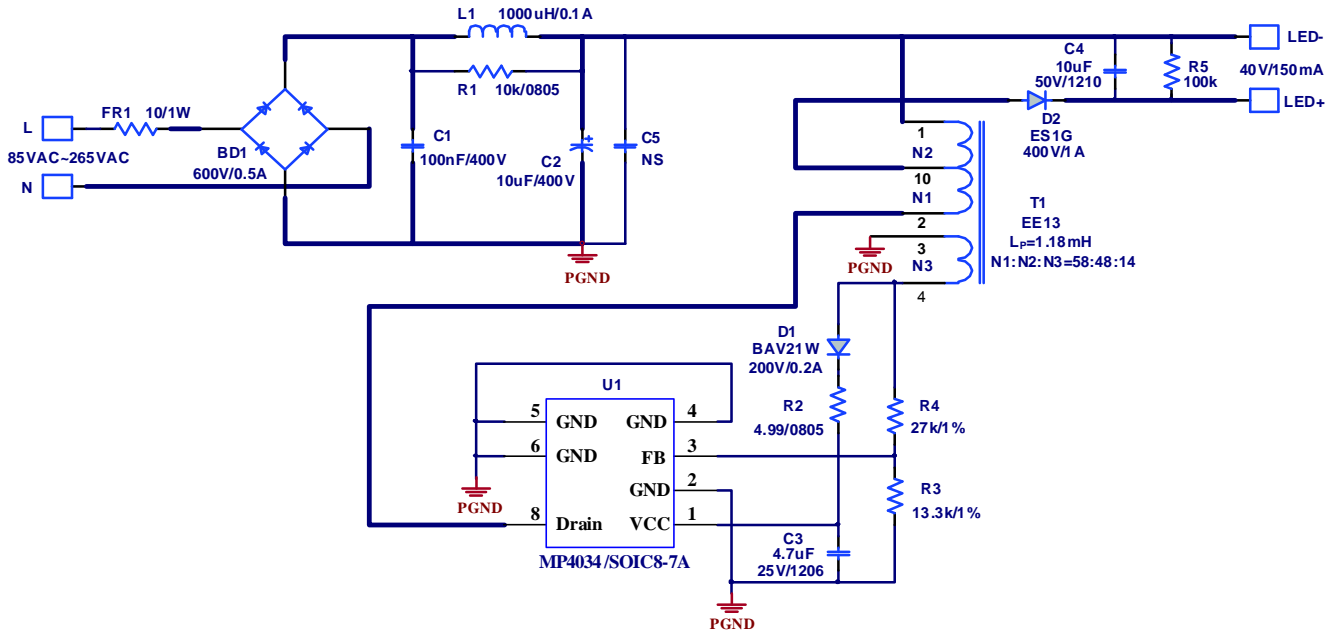 L1 1000uH/0.1A
R1 10k/0805
FR1 10/1W
L
85VAC~265VAC
N
BD1
600V/0.5A
C1
100nF/400V
C2
10uF/400V
C5
NS
PGND
C4
10uF
50V/1210
R5
100k
LED-
40V/150mA
LED+
D2
ES1G
400V/1A
1
N2
10
N1
2
3
N3
4
PGND
T1
EE13
LP=1.18mH
N1:N2:N3=58:48:14
D1
BAV21W
200V/0.2A
R2
4.99/0805
R4
27k/1%
R3
13.3k/1%
U1
5 GND GND 4
6 GND FB 3
GND 2
8 Drain VCC 1
PGND
MP4034/SOIC8-7A
C3
4.7uF
25V/1206
PGND